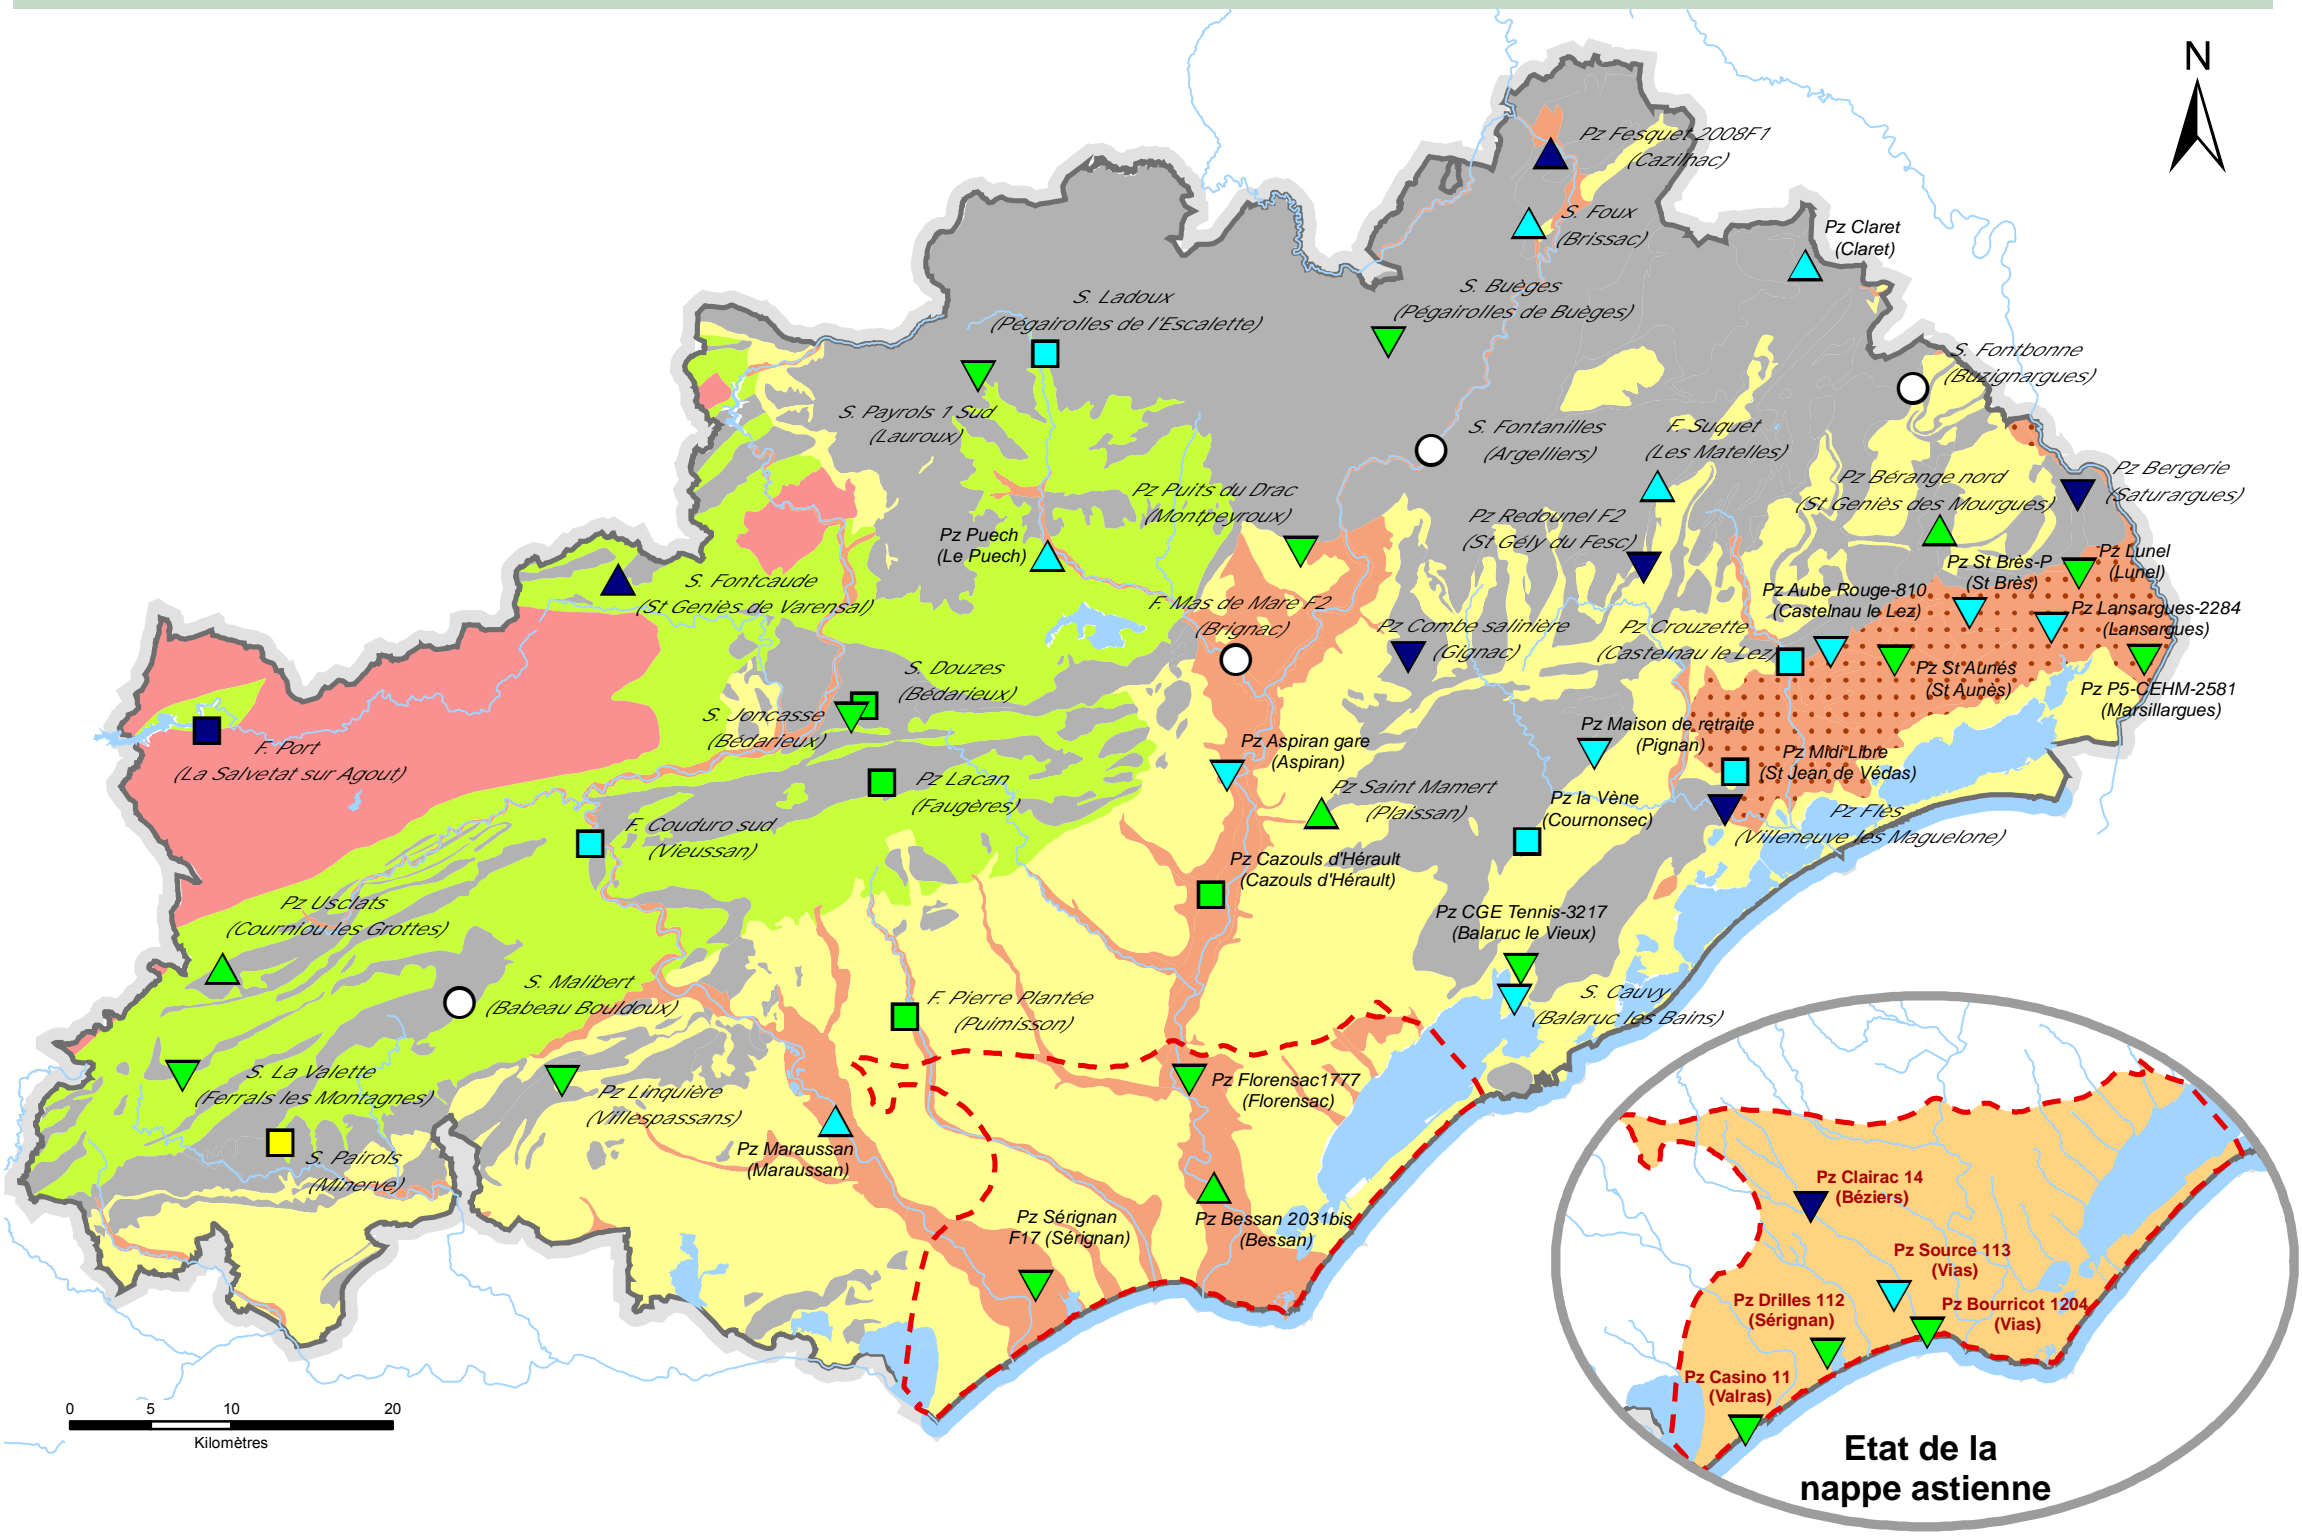 N
Pz Fesquet 2008F1
(Cazilhac)
S. Foux
(Brissac)
Pz Claret
(Claret)
S. Buèges
(Pégairolles de Buèges)
S. Ladoux
(Pégairolles de l'Escalette)
S. Fontbonne
(Buzignargues)
S. Payrols 1 Sud
(Lauroux)
S. Fontanilles
(Argelliers)
F. Suquet
(Les Matelles)
Pz Bérange nord
(St Geniès des Mourgues)
Pz Bergerie
(Saturargues)
Pz Puits du Drac
(Montpeyroux)
Pz Redounel F2
(St Gély du Fesc)
Pz Puech
(Le Puech)
Pz St Brès-P
(St Brès)
Pz Lunel
(Lunel)
S. Fontcaude
(St Geniès de Varensal)
Pz Aube Rouge-810
(Castelnau le Lez)
Pz Lansargues-2284
(Lansargues)
F. Mas de Mare F2
(Brignac)
Pz Combe salinière
(Gignac)
Pz Crouzette
(Castelnau le Lez)
S. Douzes
(Bédarieux)
Pz St Aunés
(St Aunès)
Pz P5-CEHM-2581
(Marsillargues)
S. Joncasse
(Bédarieux)
Pz Maison de retraite
(Pignan)
F. Port
(La Salvetat sur Agout)
Pz Aspiran gare
(Aspiran)
Pz Midi Libre
(St Jean de Védas)
Pz Lacan
(Faugères)
Pz Saint Mamert
(Plaissan)
Pz la Vène
(Cournonsec)
Pz Flès
(Villeneuve les Maguelone)
F. Couduro sud
(Vieussan)
Pz Cazouls d'Hérault
(Cazouls d'Hérault)
Pz Usclats
(Courniou les Grottes)
Pz CGE Tennis-3217
(Balaruc le Vieux)
S. Malibert
(Babeau Bouldoux)
F. Pierre Plantée
(Puimisson)
S. Cauvy
(Balaruc les Bains)
S. La Valette
(Ferrals les Montagnes)
Pz Linquière
(Villespassans)
Pz Florensac1777
(Florensac)
S. Pairols
(Minerve)
Pz Maraussan
(Maraussan)
Pz Sérignan
F17 (Sérignan)
Pz Bessan 2031bis
(Bessan)
Pz Clairac 14
(Béziers)
Pz Source 113
(Vias)
Pz Drilles 112
(Sérignan)
Pz Bourricot 1204
(Vias)
Pz Casino 11
(Valras)
0 5 10 20
Kilomètres
Etat de la
nappe astienne